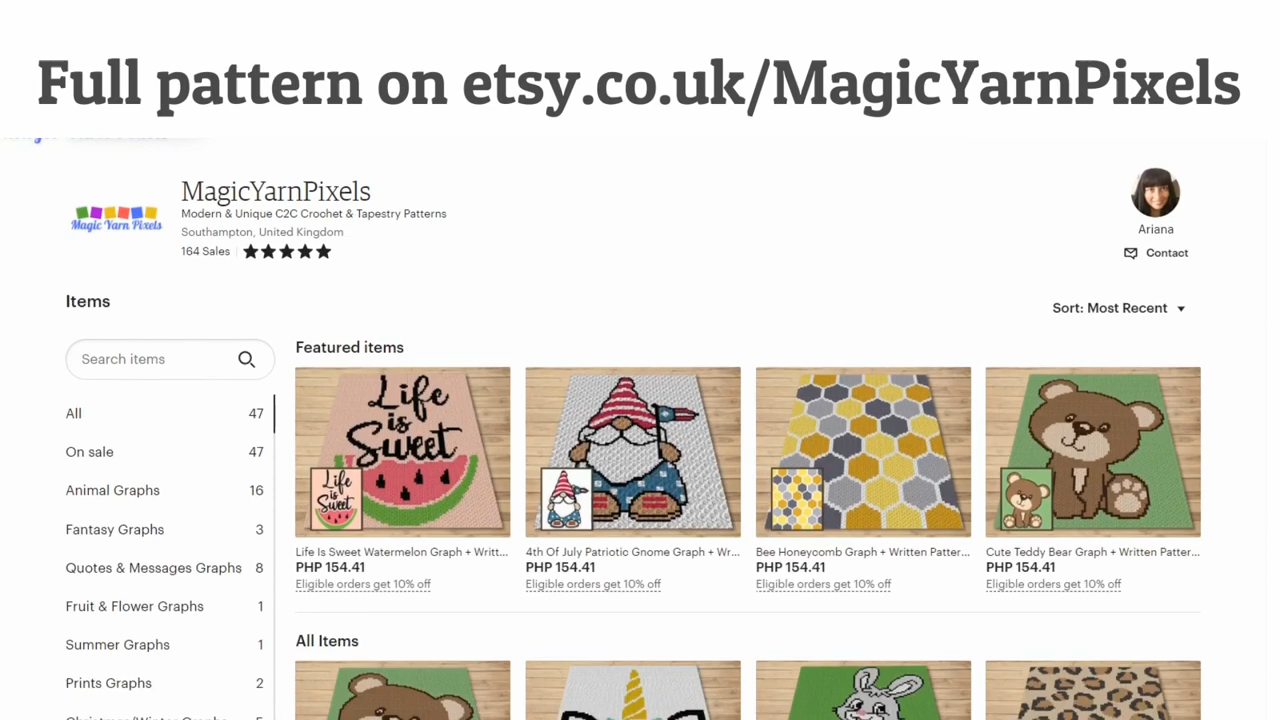 Full pattern on etsy.co.uk/MagicYarnPixels
MagicYarnPixels
Magic Yarn Pixels
Modern & Unique C2C Crochet & Tapestry Patterns
Southampton, United Kingdom
164 Sales
Ariana
Contact
Items
Sort: Most Recent
Search items
Featured items
All 47
On sale 47
Animal Graphs 16
Fantasy Graphs 3
Quotes & Messages Graphs 8
Fruit & Flower Graphs 1
Summer Graphs 1
Prints Graphs 2
Life
is
Sweet
Life
is
Sweet
Life Is Sweet Watermelon Graph + Writt...
PHP 154.41
Eligible orders get 10% off
4th Of July Patriotic Gnome Graph + Wr...
PHP 154.41
Eligible orders get 10% off
Bee Honeycomb Graph + Written Patter...
PHP 154.41
Eligible orders get 10% off
Cute Teddy Bear Graph + Written Patter...
PHP 154.41
Eligible orders get 10% off
All Items